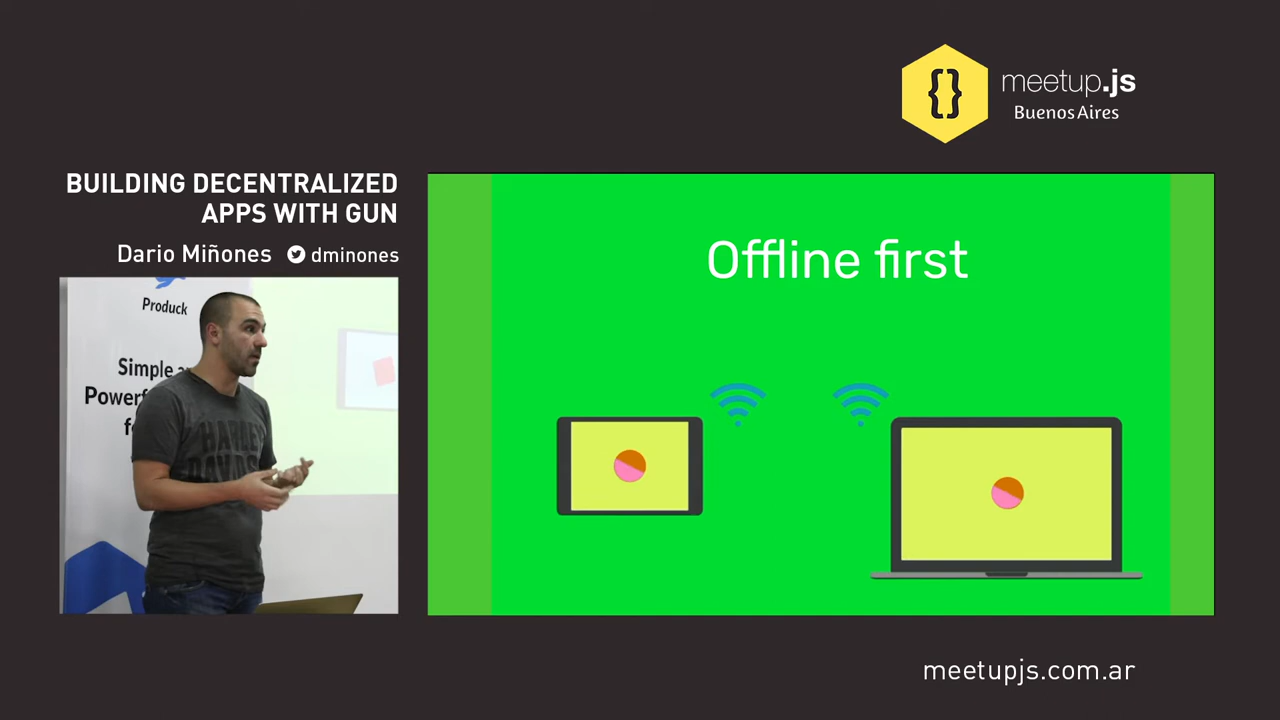 {}
meetup.js
Buenos Aires
BUILDING DECENTRALIZED
APPS WITH GUN
Dario Miñones dminones
Produck
Simple
Powerf
f
HARLEY
Offline first
meetupjs.com.ar